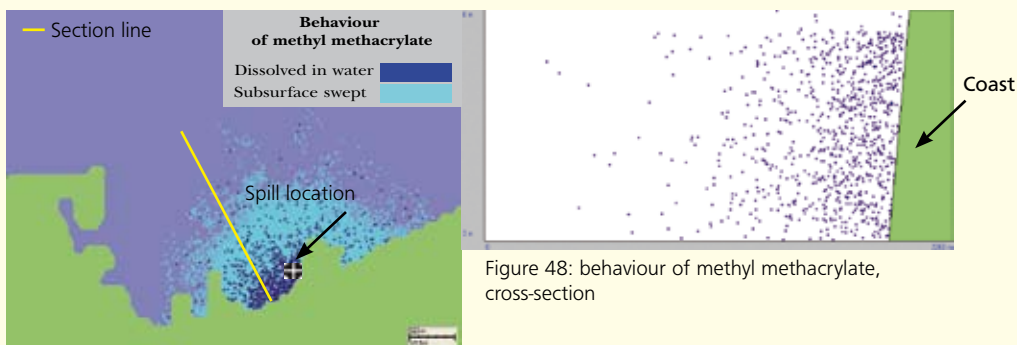 Section line
Behaviour
of methyl methacrylate
Dissolved in water
Subsurface swept
Spill location
Coast
Figure 48: behaviour of methyl methacrylate,
cross-section